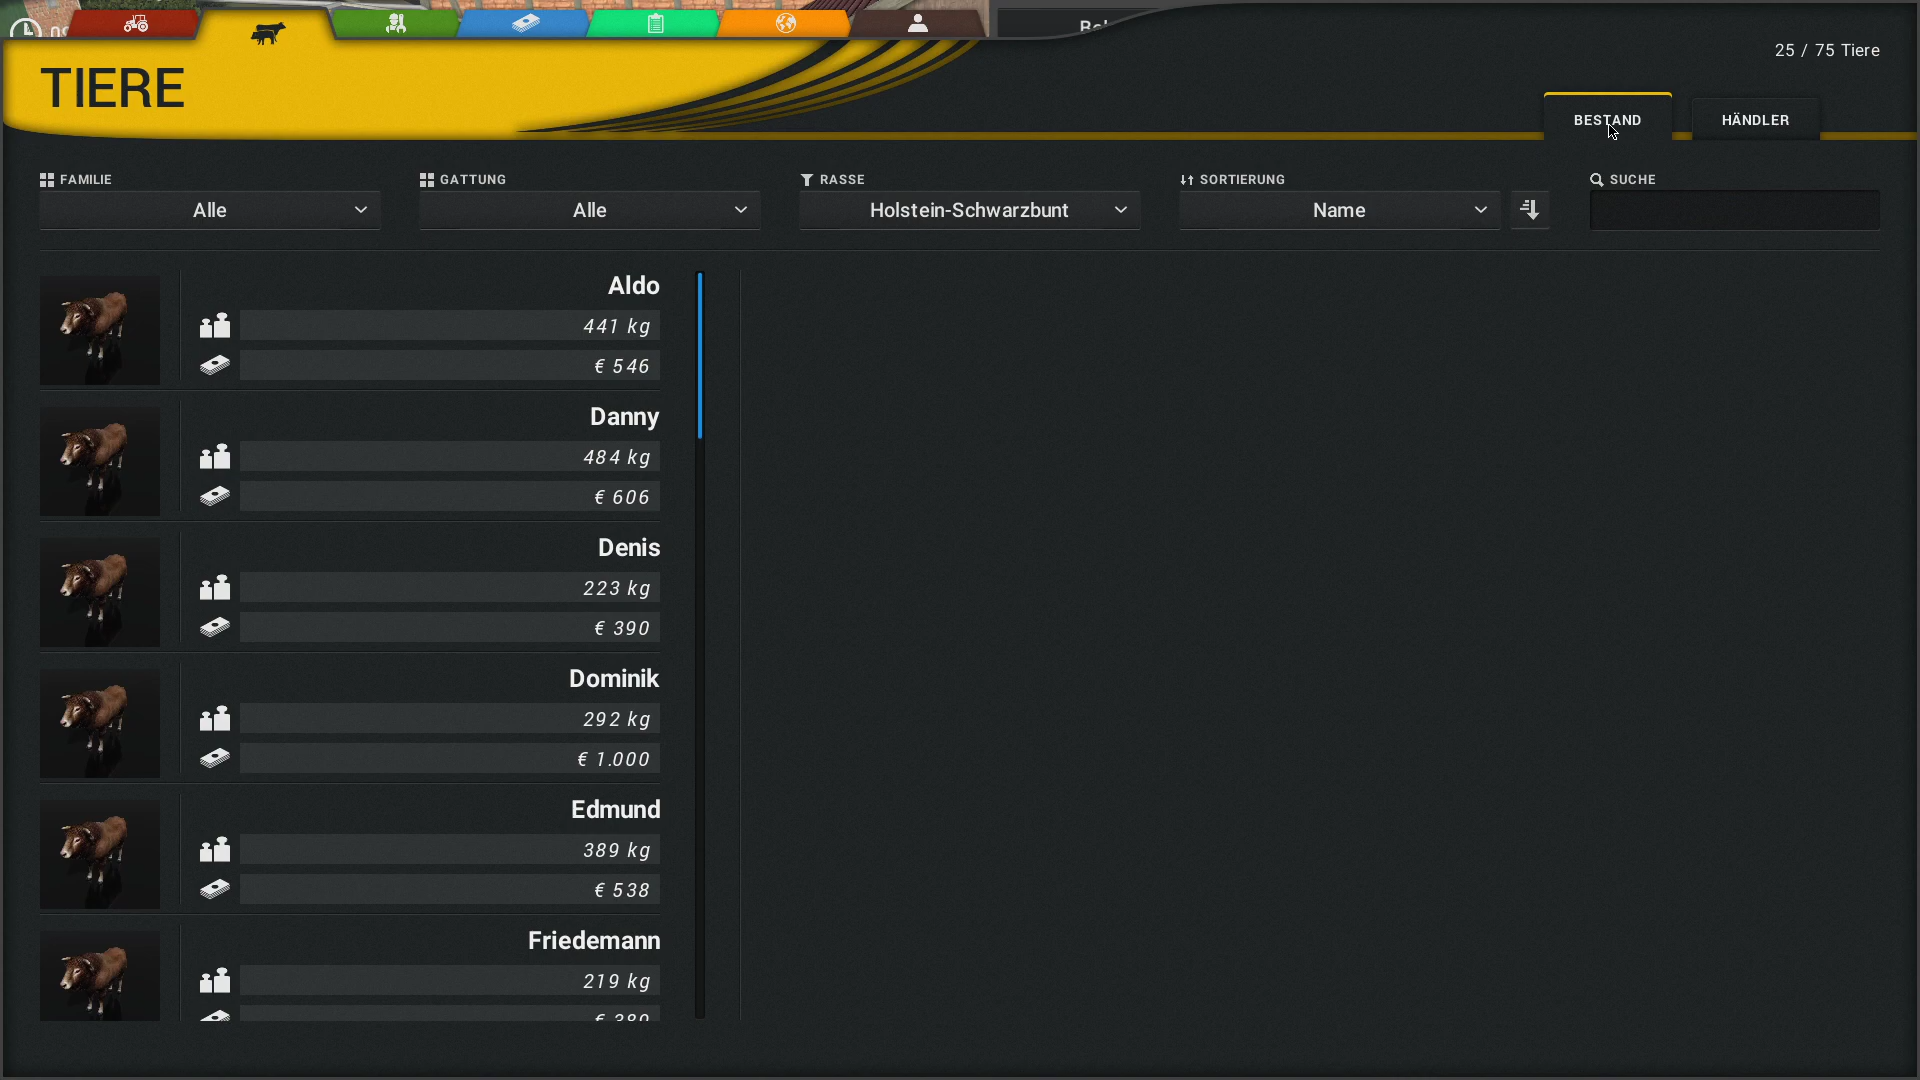 25 / 75 Tiere
TIERE
BESTAND
HÄNDLER
FAMILIE
GATTUNG
RASSE
SORTIERUNG
SUCHE
Alle
Alle
Holstein-Schwarzbunt
Name
Aldo
441 kg
€ 546
Danny
484 kg
€ 606
Denis
223 kg
€ 390
Dominik
292 kg
€ 1.000
Edmund
389 kg
€ 538
Friedemann
219 kg